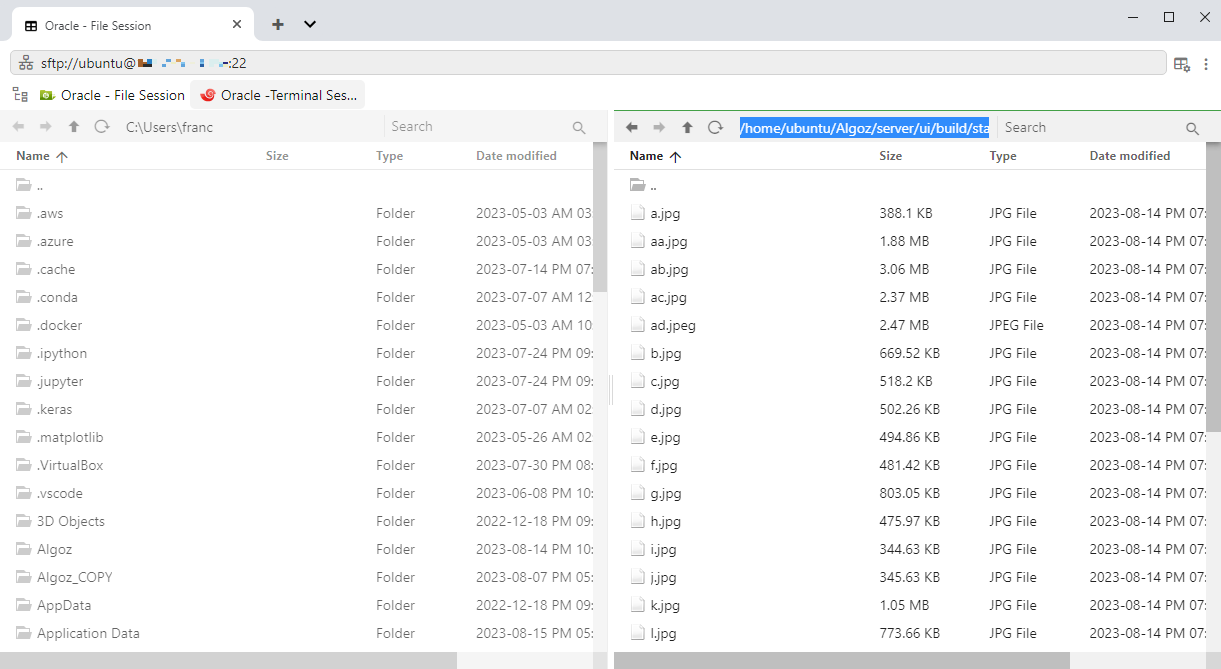 Oracle - File Session
sftp://ubuntu@ :22
Oracle - File Session Oracle -Terminal Ses...
C:\Users\franc Search
Name Size Type Date modified
..
.aws Folder 2023-05-03 AM 03:
.azure Folder 2023-05-03 AM 03:
.cache Folder 2023-07-14 PM 07:
.conda Folder 2023-07-07 AM 12:
.docker Folder 2023-05-03 AM 10:
.ipython Folder 2023-07-24 PM 09:
.jupyter Folder 2023-07-24 PM 09:
.keras Folder 2023-07-07 AM 02:
.matplotlib Folder 2023-05-26 AM 02:
.VirtualBox Folder 2023-07-30 PM 08:
.vscode Folder 2023-06-08 PM 10:
3D Objects Folder 2022-12-18 PM 09:
Algoz Folder 2023-08-14 PM 10:
Algoz_COPY Folder 2023-08-07 PM 05:
AppData Folder 2022-12-18 PM 09:
Application Data Folder 2023-08-15 PM 05:
/home/ubuntu/Algoz/server/ui/build/sta Search
Name Size Type Date modified
..
a.jpg 388.1 KB JPG File 2023-08-14 PM 07:
aa.jpg 1.88 MB JPG File 2023-08-14 PM 07:
ab.jpg 3.06 MB JPG File 2023-08-14 PM 07:
ac.jpg 2.37 MB JPG File 2023-08-14 PM 07:
ad.jpeg 2.47 MB JPEG File 2023-08-14 PM 07:
b.jpg 669.52 KB JPG File 2023-08-14 PM 07:
c.jpg 518.2 KB JPG File 2023-08-14 PM 07:
d.jpg 502.26 KB JPG File 2023-08-14 PM 07:
e.jpg 494.86 KB JPG File 2023-08-14 PM 07:
f.jpg 481.42 KB JPG File 2023-08-14 PM 07:
g.jpg 803.05 KB JPG File 2023-08-14 PM 07:
h.jpg 475.97 KB JPG File 2023-08-14 PM 07:
i.jpg 344.63 KB JPG File 2023-08-14 PM 07:
j.jpg 345.63 KB JPG File 2023-08-14 PM 07:
k.jpg 1.05 MB JPG File 2023-08-14 PM 07:
l.jpg 773.66 KB JPG File 2023-08-14 PM 07: